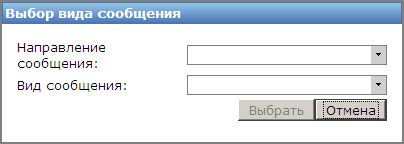 Выбор вида сообщения
Направление
сообщения:
Вид сообщения:
Выбрать Отмена